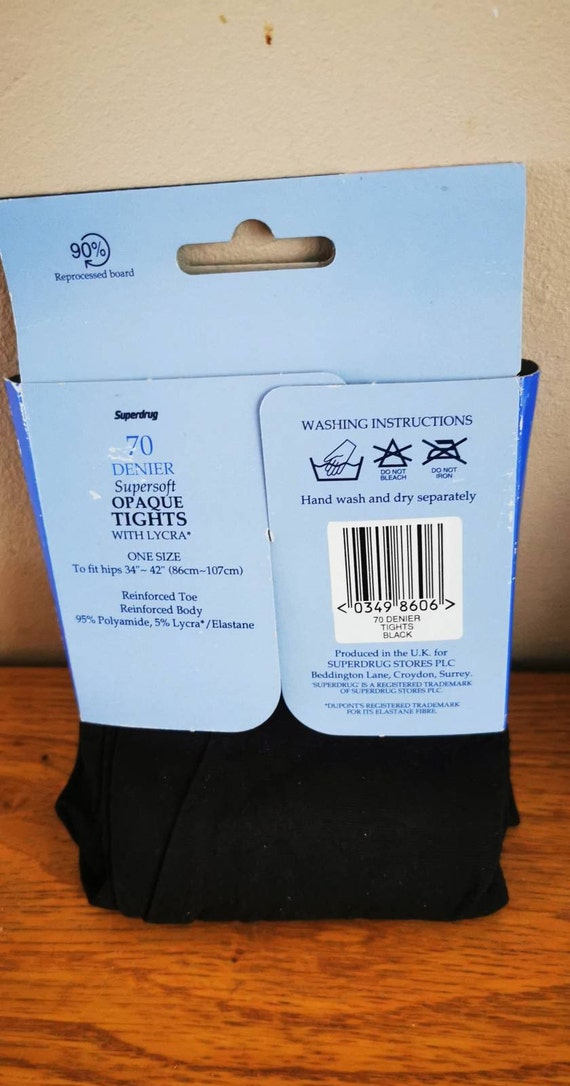 90%
Reprocessed board
Superdrug
70
DENIER
Supersoft
OPAQUE
TIGHTS
WITH LYCRA*
ONE SIZE
To fit hips 34"~ 42" (86cm~107cm)
Reinforced Toe
Reinforced Body
95% Polyamide, 5% Lycra*/Elastane
WASHING INSTRUCTIONS
DO NOT
BLEACH
DO NOT
IRON
Hand wash and dry separately
<0349 8606>
70 DENIER
TIGHTS
BLACK
Produced in the U.K. for
SUPERDRUG STORES PLC
Beddington Lane, Croydon, Surrey.
'SUPERDRUG' IS A REGISTERED TRADEMARK
OF SUPERDRUG STORES PLC.
*DUPONT'S REGISTERED TRADEMARK
FOR ITS ELASTANE FIBRE.